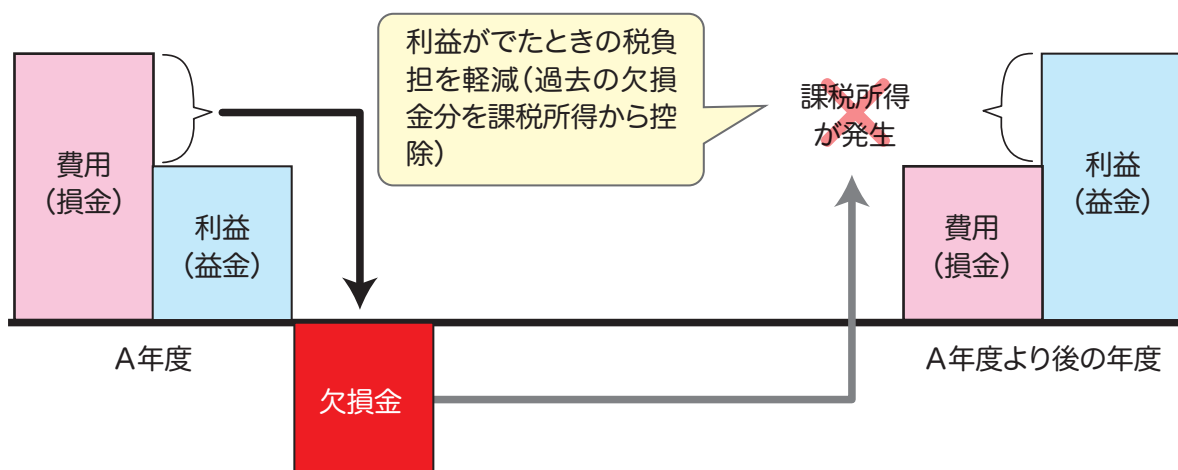 利益がでたときの税負
担を軽減（過去の欠損
金分を課税所得から控
除）
課税所得
が発生
費用
（損金）
利益
（益金）
欠損金
A年度
費用
（損金）
利益
（益金）
A年度より後の年度